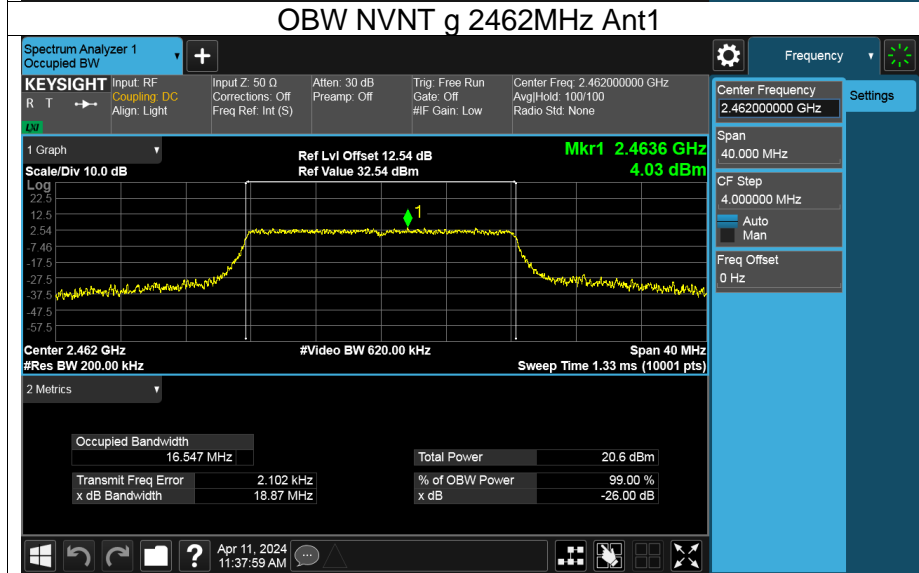 OBW NVNT g 2462MHz Ant1
Spectrum Analyzer 1
Occupied BW
+
Frequency
KEYSIGHT
R T
LXI
Input: RF
Coupling: DC
Align: Light
Input Z: 50 Ω
Corrections: Off
Freq Ref: Int (S)
Atten: 30 dB
Preamp: Off
Trig: Free Run
Gate: Off
#IF Gain: Low
Center Freq: 2.462000000 GHz
Avg|Hold: 100/100
Radio Std: None
Center Frequency
2.462000000 GHz
Settings
Span
40.000 MHz
CF Step
4.000000 MHz
Auto
Man
Freq Offset
0 Hz
1 Graph
Scale/Div 10.0 dB
Ref Lvl Offset 12.54 dB
Ref Value 32.54 dBm
Mkr1 2.4636 GHz
4.03 dBm
Log
22.5
12.5
2.54
-7.46
-17.5
-27.5
-37.5
-47.5
-57.5
1
Center 2.462 GHz
#Video BW 620.00 kHz
Span 40 MHz
#Res BW 200.00 kHz
Sweep Time 1.33 ms (10001 pts)
2 Metrics
Occupied Bandwidth
16.547 MHz
Total Power 20.6 dBm
Transmit Freq Error 2.102 kHz
% of OBW Power 99.00 %
x dB Bandwidth 18.87 MHz
x dB -26.00 dB
?
Apr 11, 2024
11:37:59 AM